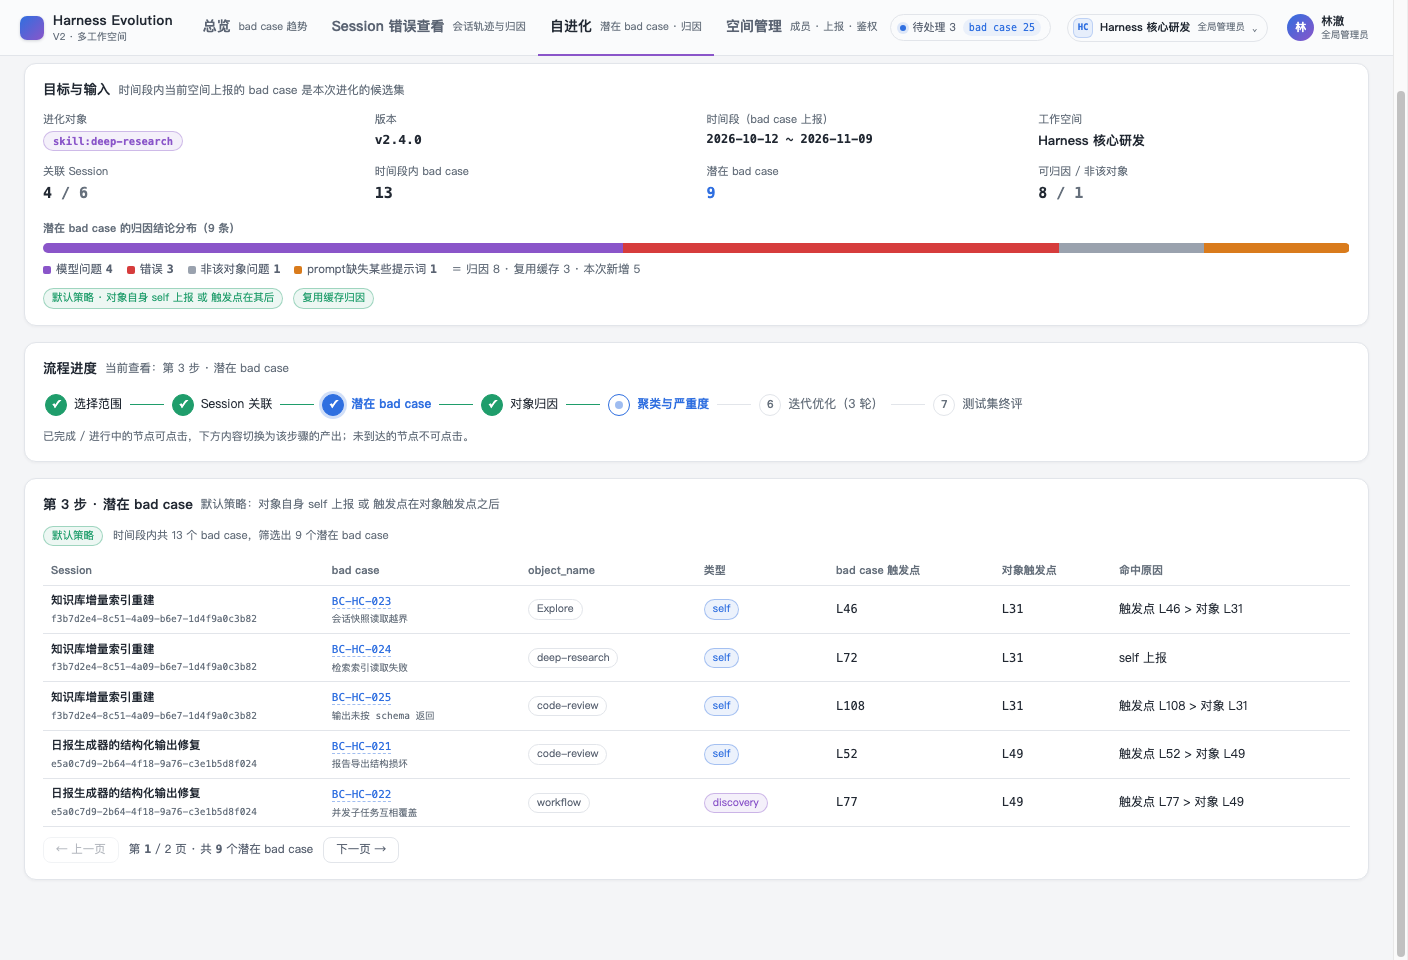 Harness Evolution
V2 · 多工作空间
总览 bad case 趋势
Session 错误查看 会话轨迹与归因
自进化 潜在 bad case · 归因
空间管理 成员 · 上报 · 鉴权
待处理 3 bad case 25
HC Harness 核心研发 全局管理员
林 林澈
全局管理员
目标与输入 时间段内当前空间上报的 bad case 是本次进化的候选集
进化对象
skill:deep-research
版本
v2.4.0
时间段（bad case 上报）
2026-10-12 ~ 2026-11-09
工作空间
Harness 核心研发
关联 Session
4 / 6
时间段内 bad case
13
潜在 bad case
9
可归因 / 非该对象
8 / 1
潜在 bad case 的归因结论分布（9 条）
模型问题 4 错误 3 非该对象问题 1 prompt缺失某些提示词 1 ＝ 归因 8 · 复用缓存 3 · 本次新增 5
默认策略 · 对象自身 self 上报 或 触发点在其后 复用缓存归因
流程进度 当前查看：第 3 步 · 潜在 bad case
✓ 选择范围 ✓ Session 关联 ✓ 潜在 bad case ✓ 对象归因 聚类与严重度 6 迭代优化（3 轮） 7 测试集终评
已完成 / 进行中的节点可点击，下方内容切换为该步骤的产出；未到达的节点不可点击。
第 3 步 · 潜在 bad case 默认策略：对象自身 self 上报 或 触发点在对象触发点之后
默认策略 时间段内共 13 个 bad case，筛选出 9 个潜在 bad case
Session bad case object_name 类型 bad case 触发点 对象触发点 命中原因
知识库增量索引重建
f3b7d2e4-8c51-4a09-b6e7-1d4f9a0c3b82
BC-HC-023
会话快照读取越界
Explore self L46 L31 触发点 L46 > 对象 L31
知识库增量索引重建
f3b7d2e4-8c51-4a09-b6e7-1d4f9a0c3b82
BC-HC-024
检索索引读取失败
deep-research self L72 L31 self 上报
知识库增量索引重建
f3b7d2e4-8c51-4a09-b6e7-1d4f9a0c3b82
BC-HC-025
输出未按 schema 返回
code-review self L108 L31 触发点 L108 > 对象 L31
日报生成器的结构化输出修复
e5a0c7d9-2b64-4f18-9a76-c3e1b5d8f024
BC-HC-021
报告导出结构损坏
code-review self L52 L49 触发点 L52 > 对象 L49
日报生成器的结构化输出修复
e5a0c7d9-2b64-4f18-9a76-c3e1b5d8f024
BC-HC-022
并发子任务互相覆盖
workflow discovery L77 L49 触发点 L77 > 对象 L49
← 上一页 第 1 / 2 页 · 共 9 个潜在 bad case 下一页 →